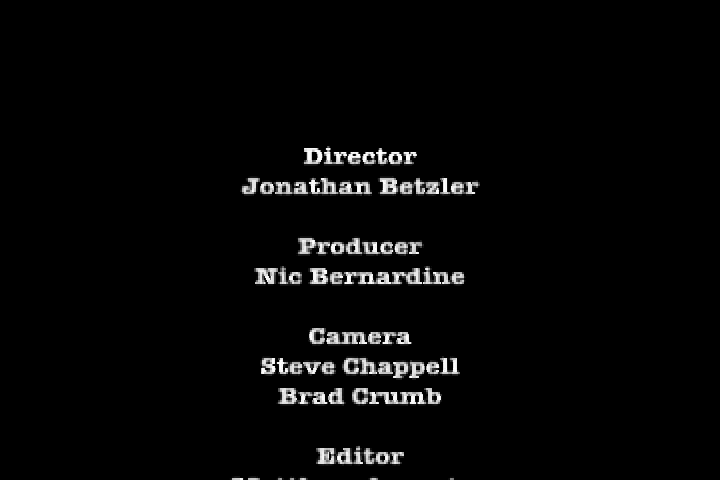 Director
Jonathan Betzler
Producer
Nic Bernardine
Camera
Steve Chappell
Brad Crumb
Editor